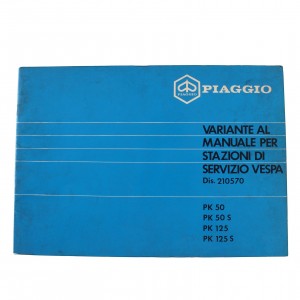 PIAGGIO
PIAGGIO
VARIANTE AL
MANUALE PER
STAZIONI DI
SERVIZIO VESPA
Dis. 210570
PK 50
PK 50 S
PK 125
PK 125 S